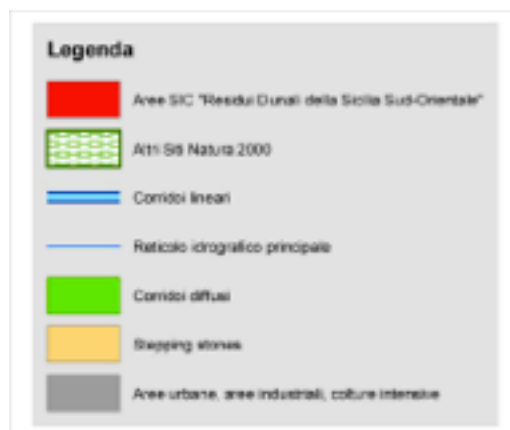 Legenda
Aree SIC "Residui Dunali della Sicilia Sud-Orientale"
Altri Siti Natura 2000
Corridoi lineari
Reticolo idrografico principale
Corridoi diffusi
Stepping stones
Aree urbane, aree industriali, colture intensive